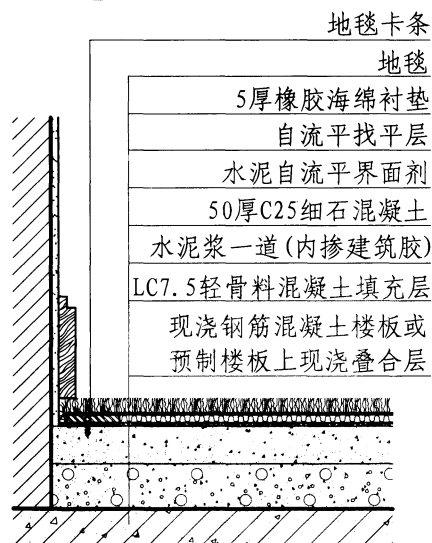 地毯卡条
地毯
5厚橡胶海绵衬垫
自流平找平层
水泥自流平界面剂
50厚C25细石混凝土
水泥浆一道(内掺建筑胶)
LC7.5轻骨料混凝土填充层
现浇钢筋混凝土楼板或
预制楼板上现浇叠合层